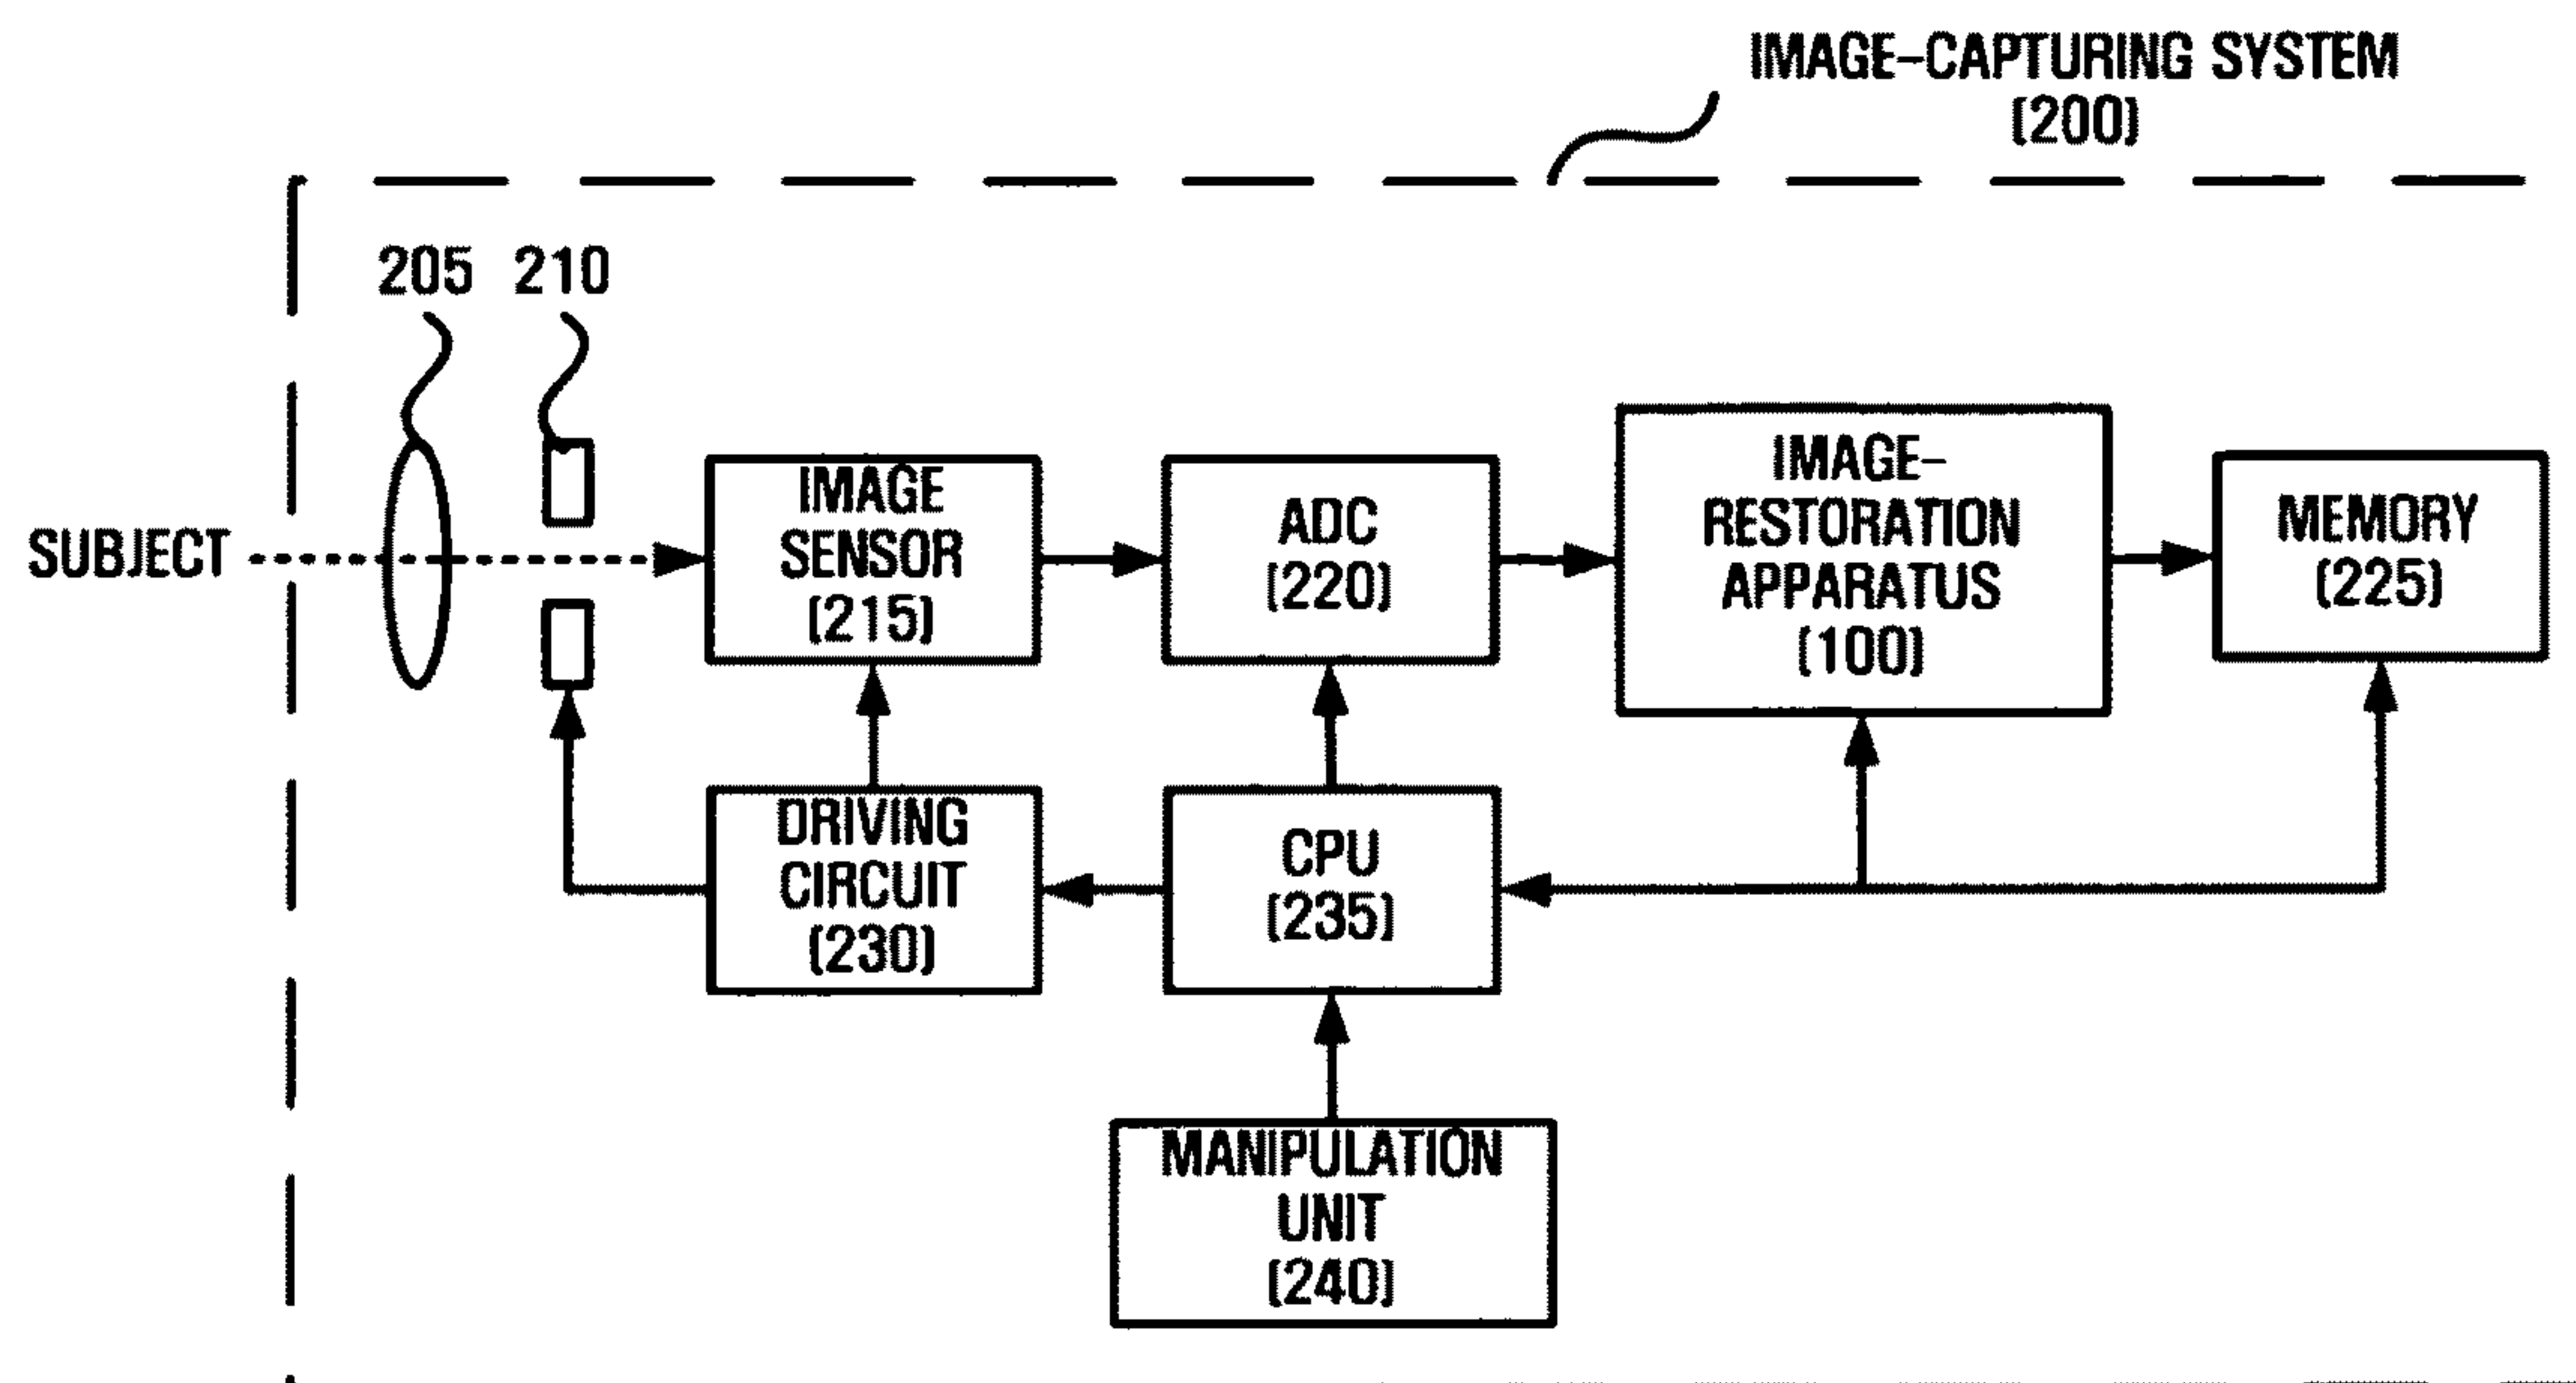 IMAGE-CAPTURING SYSTEM
(200)
205 210
SUBJECT
IMAGE
SENSOR
(215)
ADC
(220)
IMAGE-
RESTORATION
APPARATUS
(100)
MEMORY
(225)
DRIVING
CIRCUIT
(230)
CPU
(235)
MANIPULATION
UNIT
(240)